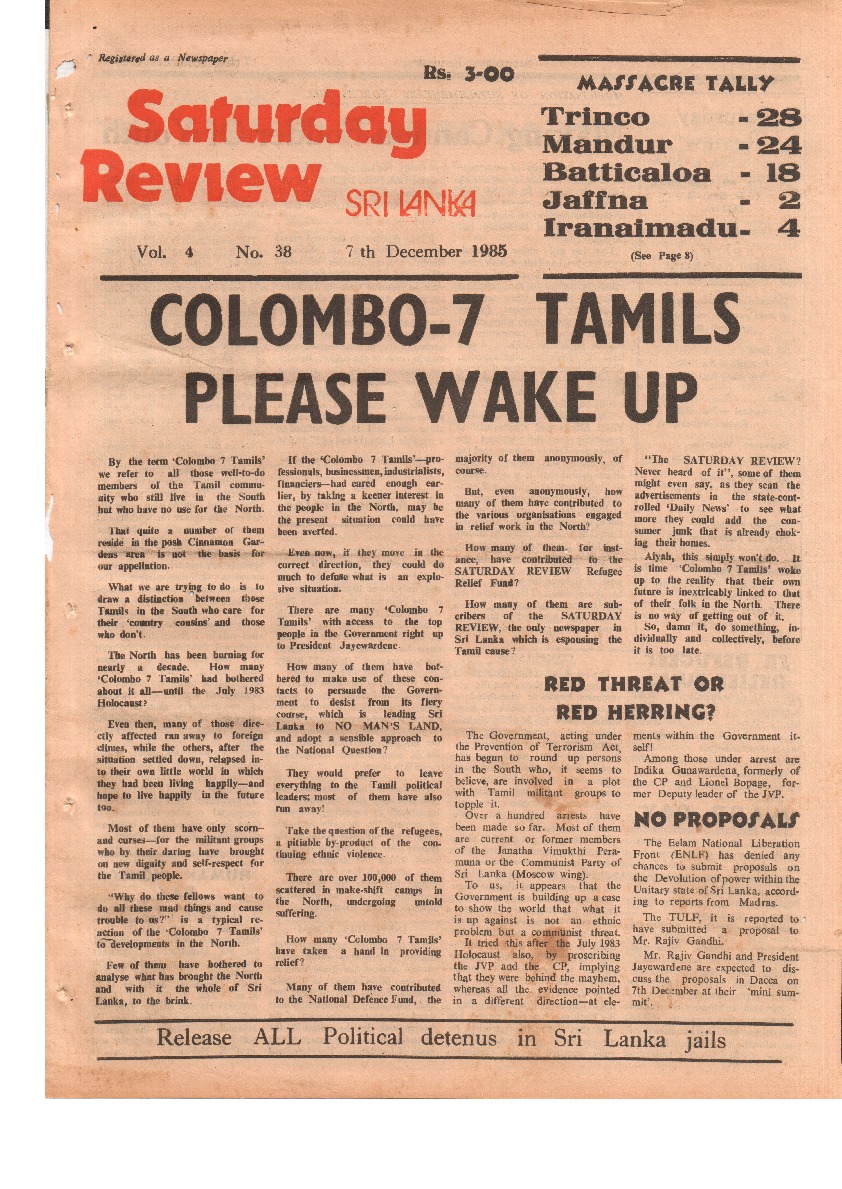 Registered as a Newspaper
Rs. 3-00
Saturday
Review
SRI LANKA
Vol. 4 No. 38 7 th December 1985
MASSACRE TALLY
Trinco - 28
Mandur - 24
Batticaloa - 18
Jaffna - 2
Iranaimadu- 4
(See Page 8)
COLOMBO-7 TAMILS
PLEASE WAKE UP
By the term 'Colombo 7 Tamils'
we refer to all those well-to-do
members of the Tamil commu-
nity who still live in the South
but who have no use for the North.
That quite a number of them
reside in the posh Cinnamon Gar-
dens area is not the basis for
our appellation.
What we are trying to do is to
draw a distinction between those
Tamils in the South who care for
their 'country cousins' and those
who don't.
The North has been burning for
nearly a decade. How many
'Colombo 7 Tamils' had bothered
about it all—until the July 1983
Holocaust?
Even then, many of those dire-
ctly affected ran away to foreign
climes, while the others, after the
situation settled down, relapsed in-
to their own little world in which
they had been living happily—and
hope to live happily in the future
too.
Most of them have only scorn—
and curses—for the militant groups
who by their daring have brought
on new dignity and self-respect for
the Tamil people.
"Why do these fellows want to
do all these mad things and cause
trouble to us?" is a typical re-
action of the 'Colombo 7 Tamils'
to developments in the North.
Few of them have bothered to
analyse what has brought the North
and with it the whole of Sri
Lanka, to the brink.
If the 'Colombo 7 Tamils'—pro-
fessionals, businessmen, industrialists,
financiers—had cared enough ear-
lier, by taking a keener interest in
the people in the North, may be
the present situation could have
been averted.
Even now, if they move in the
correct direction, they could do
much to defuse what is an explo-
sive situation.
There are many 'Colombo 7
Tamils' with access to the top
people in the Government right up
to President Jayewardene.
How many of them have bot-
hered to make use of these con-
tacts to persuade the Govern-
ment to desist from its fiery
course, which is leading Sri
Lanka to NO MAN'S LAND,
and adopt a sensible approach to
the National Question?
They would prefer to leave
everything to the Tamil political
leaders; most of them have also
run away!
Take the question of the refugees,
a pitiable by-product of the con-
tinuing ethnic violence.
There are over 100,000 of them
scattered in make-shift camps in
the North, undergoing untold
suffering.
How many 'Colombo 7 Tamils'
have taken a hand in providing
relief?
Many of them have contributed
to the National Defence Fund, the
majority of them anonymously, of
course.
But, even anonymously, how
many of them have contributed to
the various organisations engaged
in relief work in the North?
How many of them. for inst-
ance, have contributed to the
SATURDAY REVIEW Refugee
Relief Fund?
How many of them are sub-
cribers of the SATURDAY
REVIEW, the only newspaper in
Sri Lanka which is espousing the
Tamil cause?
"The SATURDAY REVIEW?
Never heard of it", some of them
might even say, as they scan the
advertisements in the state-cont-
rolled 'Daily News' to see what
more they could add the con-
sumer junk that is already chok-
ing their homes.
Aiyah, this simply won't do. It
is time 'Colombo 7 Tamils' woke
up to the reality that their own
future is inextricably linked to that
of their folk in the North. There
is no way of getting out of it.
So, damn it, do something, in-
dividually and collectively, before
it is too late.
RED THREAT OR
RED HERRING?
The Government, acting under
the Prevention of Terrorism Act,
has begun to round up persons
in the South who, it seems to
believe, are involved in a plot
with Tamil militant groups to
topple it.
Over a hundred arrests have
been made so far. Most of them
are current or former members
of the Janatha Vimukthi Pera-
muna or the Communist Party of
Sri Lanka (Moscow wing).
To us, it appears that the
Government is building up a case
to show the world that what it
is up against is not an ethnic
problem but a communist threat.
It tried this after the July 1983
Holocaust also, by proscribing
the JVP and the CP, implying
that they were behind the mayhem,
whereas all the evidence pointed
in a different direction—at ele-
ments within the Government it-
self!
Among those under arrest are
Indika Gunawardena, formerly of
the CP and Lionel Bopage, for-
mer Deputy leader of the JVP.
NO PROPOSALS
The Eelam National Liberation
Front (ENLF) has denied any
chances to submit proposals on
the Devolution of power within the
Unitary state of Sri Lanka, accord-
ing to reports from Madras.
The TULF, it is reported to
have submitted a proposal to
Mr. Rajiv Gandhi.
Mr. Rajiv Gandhi and President
Jayewardene are expected to dis-
cuss the proposals in Dacca on
7th December at their 'mini sum-
mit'.
Release ALL Political detenus in Sri Lanka jails